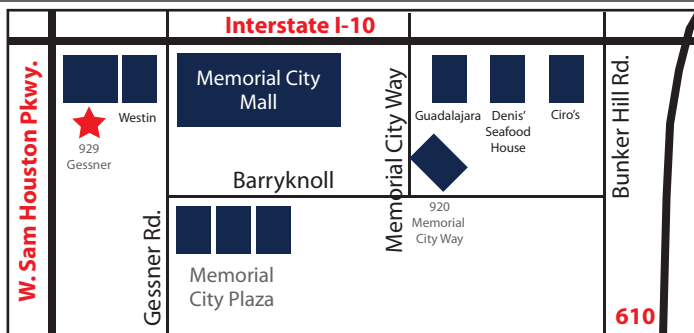 Interstate I-10
W. Sam Houston Pkwy.
Westin
929
Gessner
Memorial City
Mall
Memorial City Way
Guadalajara
Denis'
Seafood
House
Ciro's
Bunker Hill Rd.
Barryknoll
920
Memorial
City Way
Gessner Rd.
Memorial
City Plaza
610